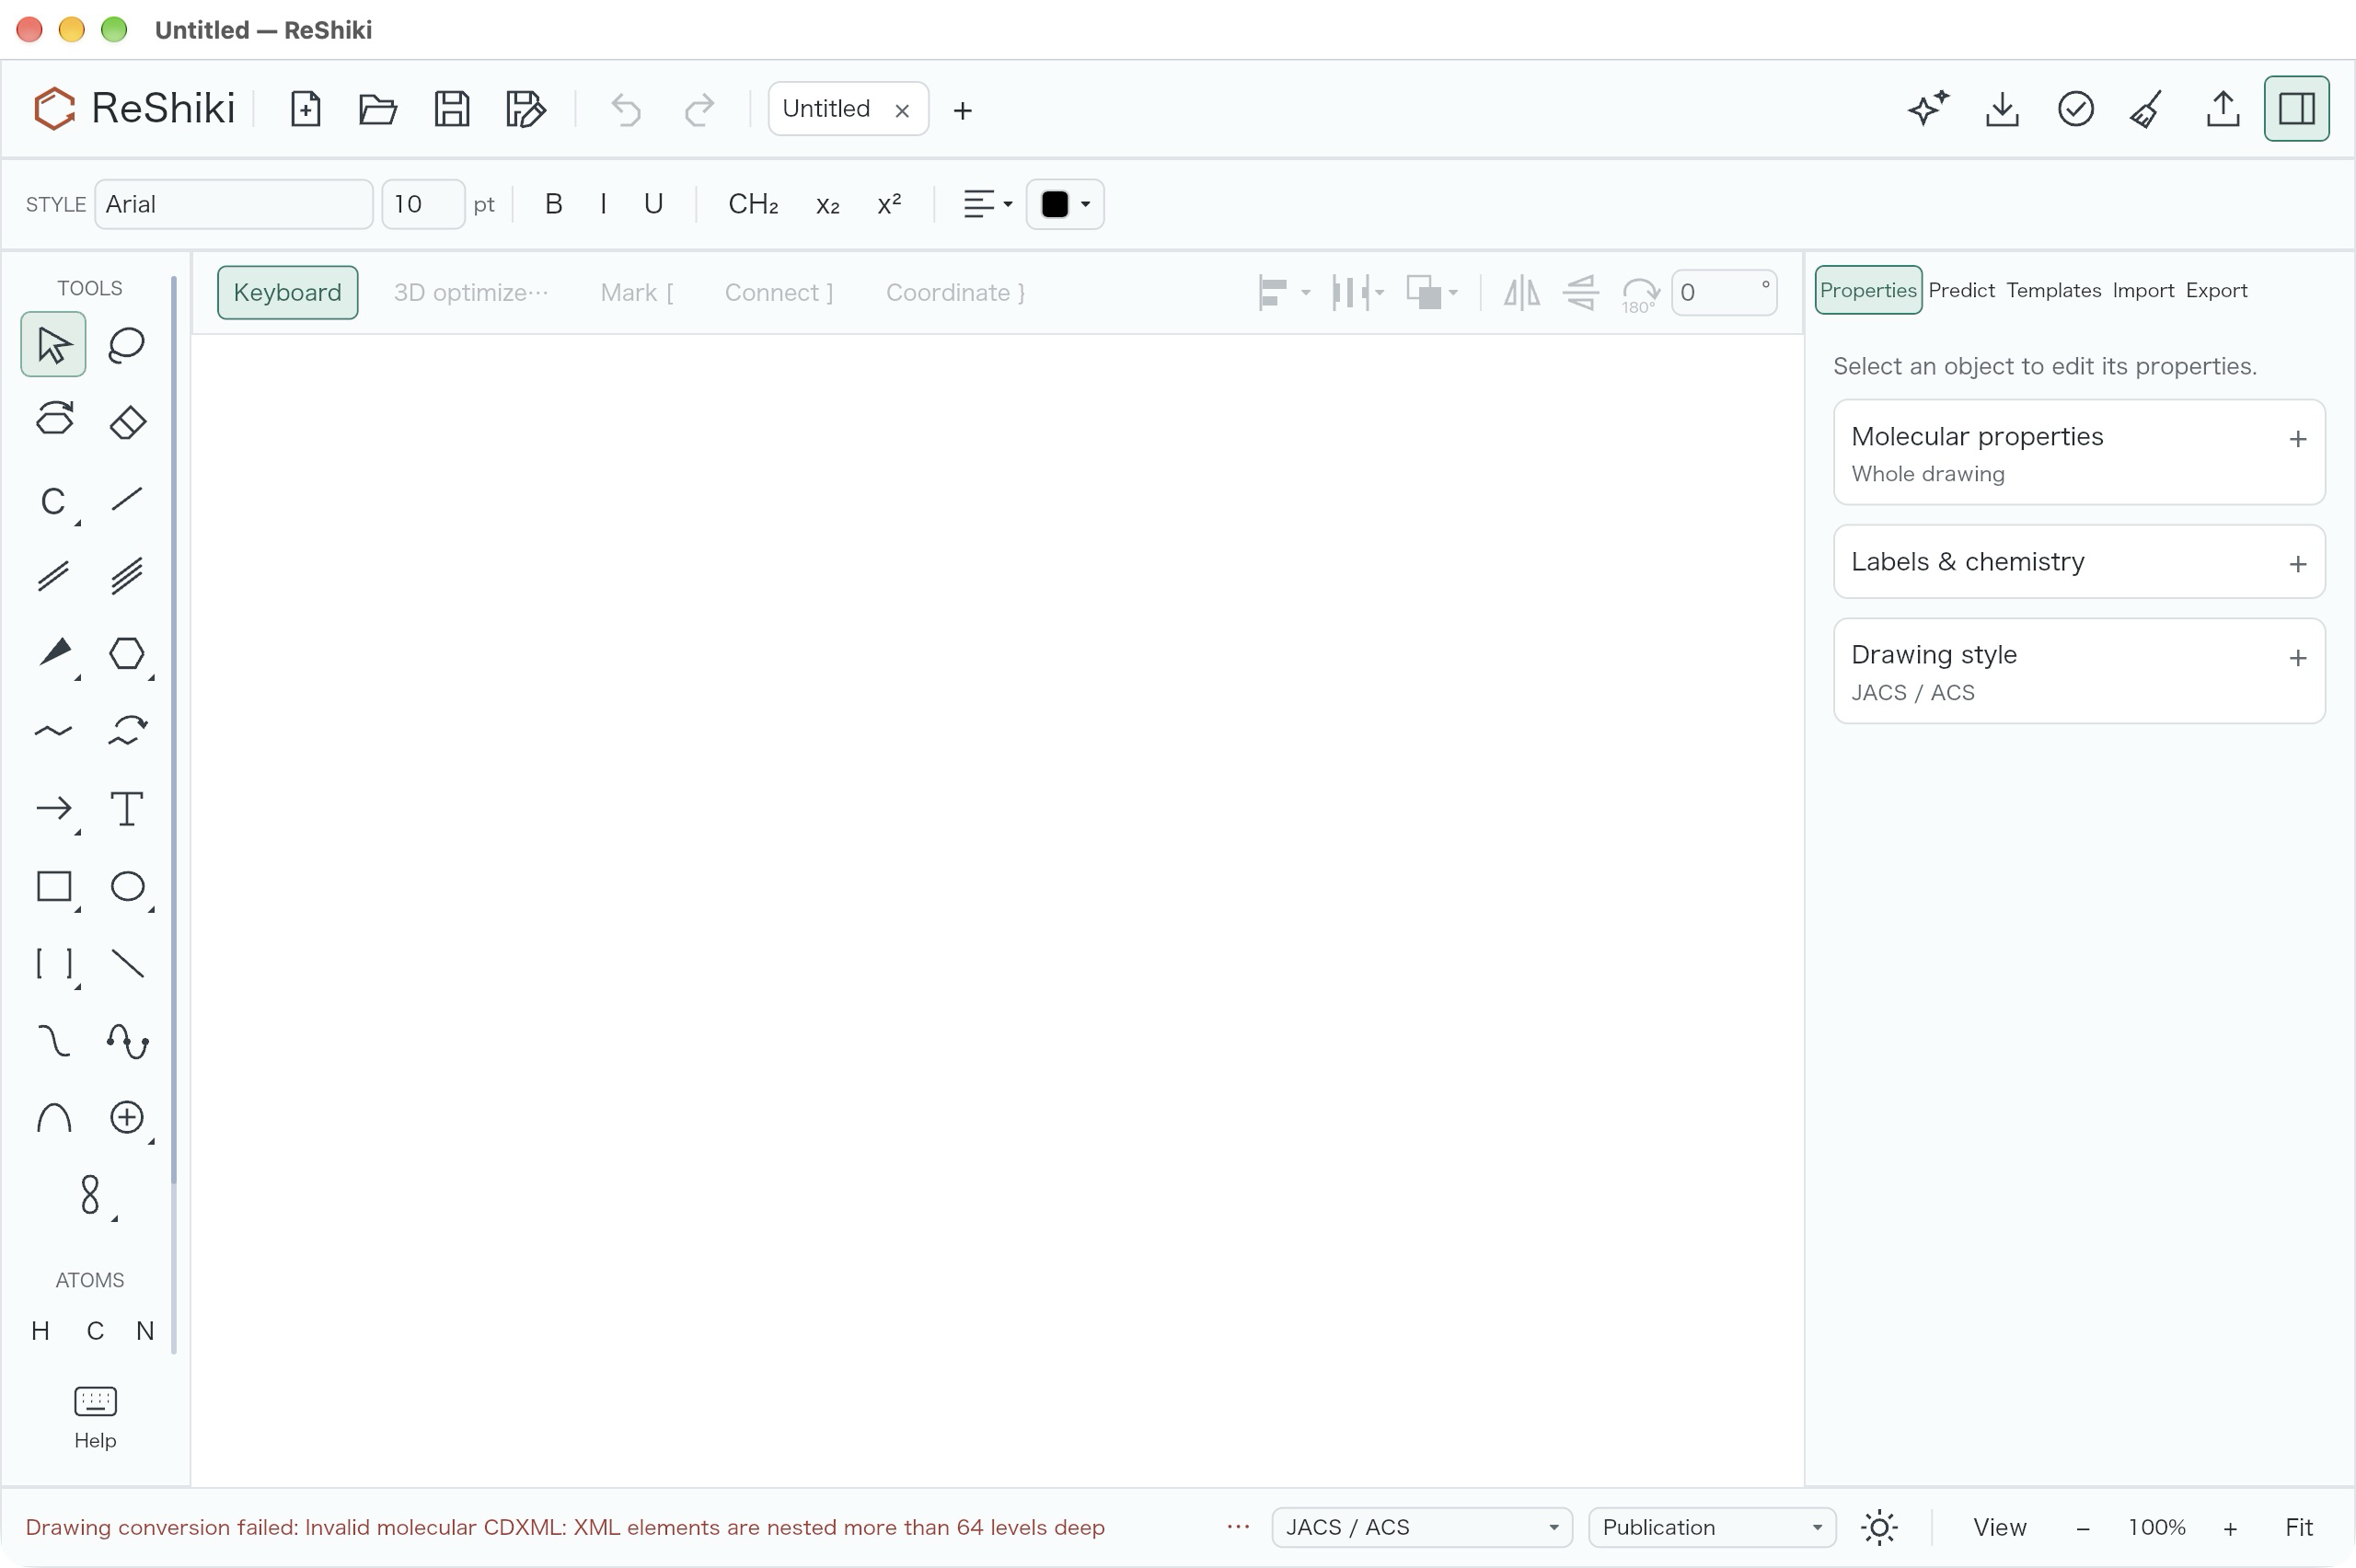 Untitled — ReShiki
ReShiki
Untitled × +
STYLE Arial 10 pt B I U CH₂ x₂ x²
TOOLS
Keyboard 3D optimize… Mark [ Connect ] Coordinate } 180° 0 °
Properties Predict Templates Import Export
Select an object to edit its properties.
Molecular properties +
Whole drawing
Labels & chemistry +
Drawing style +
JACS / ACS
C
T
[ ]
ATOMS
H C N
Help
Drawing conversion failed: Invalid molecular CDXML: XML elements are nested more than 64 levels deep … JACS / ACS Publication View − 100% + Fit